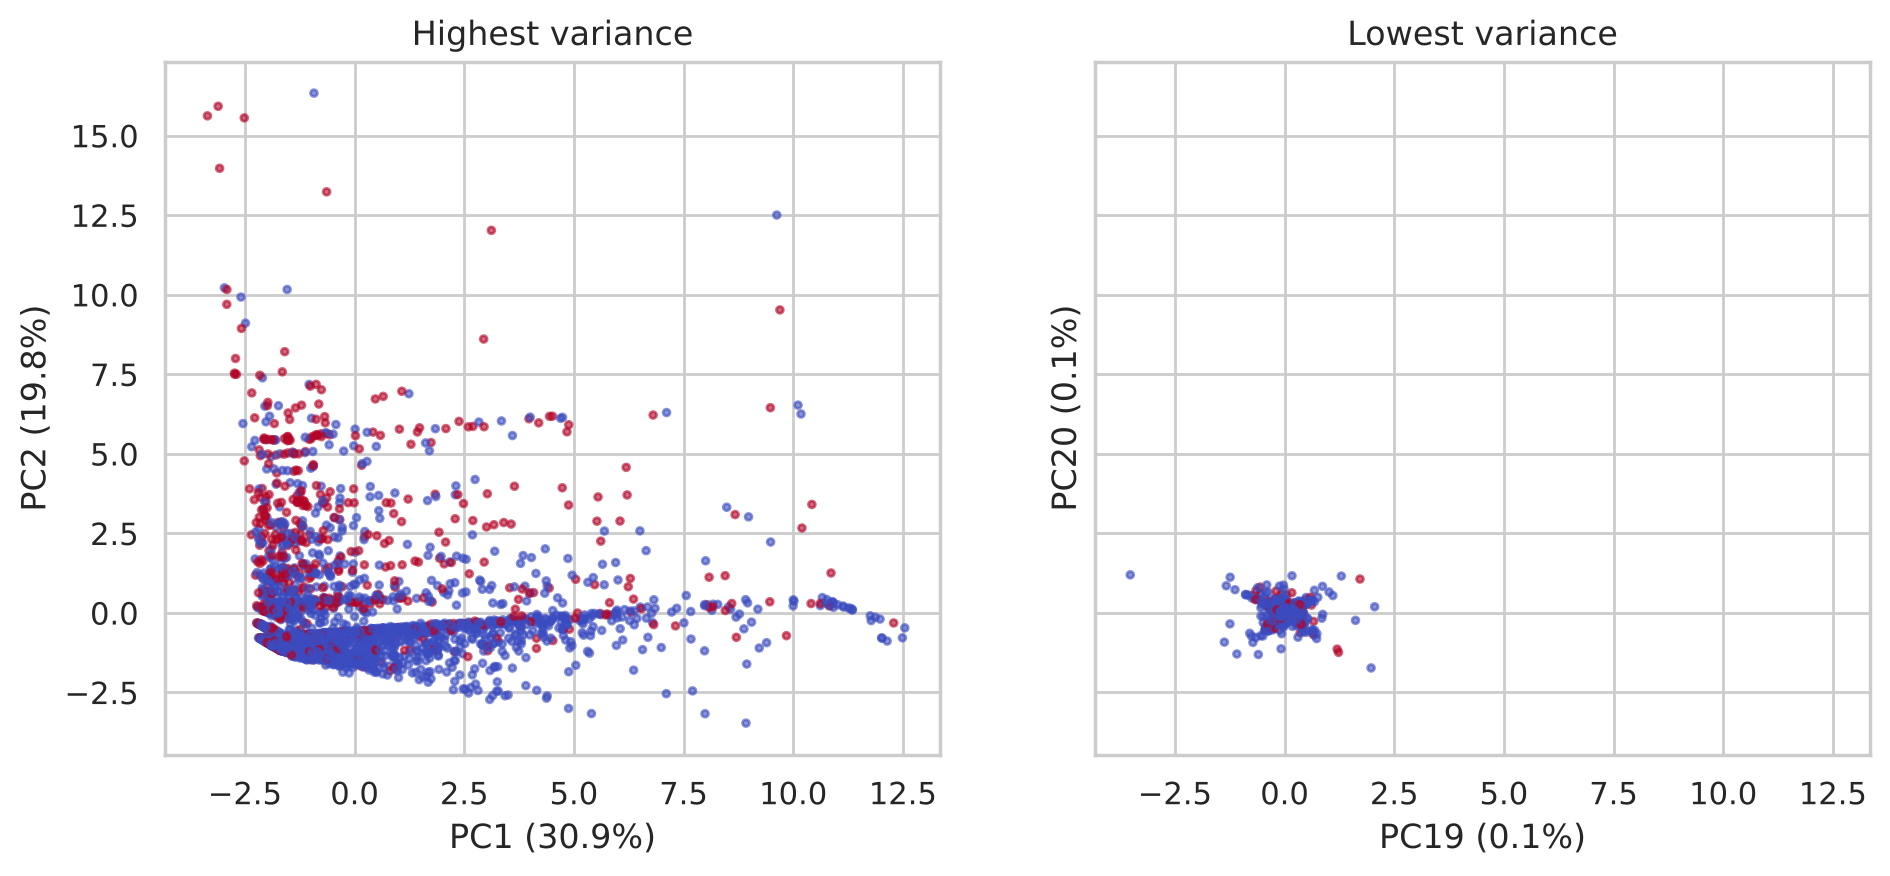 Highest variance
Lowest variance
PC2 (19.8%)
15.0
12.5
10.0
7.5
5.0
2.5
0.0
−2.5
−2.5 0.0 2.5 5.0 7.5 10.0 12.5
PC1 (30.9%)
PC20 (0.1%)
−2.5 0.0 2.5 5.0 7.5 10.0 12.5
PC19 (0.1%)